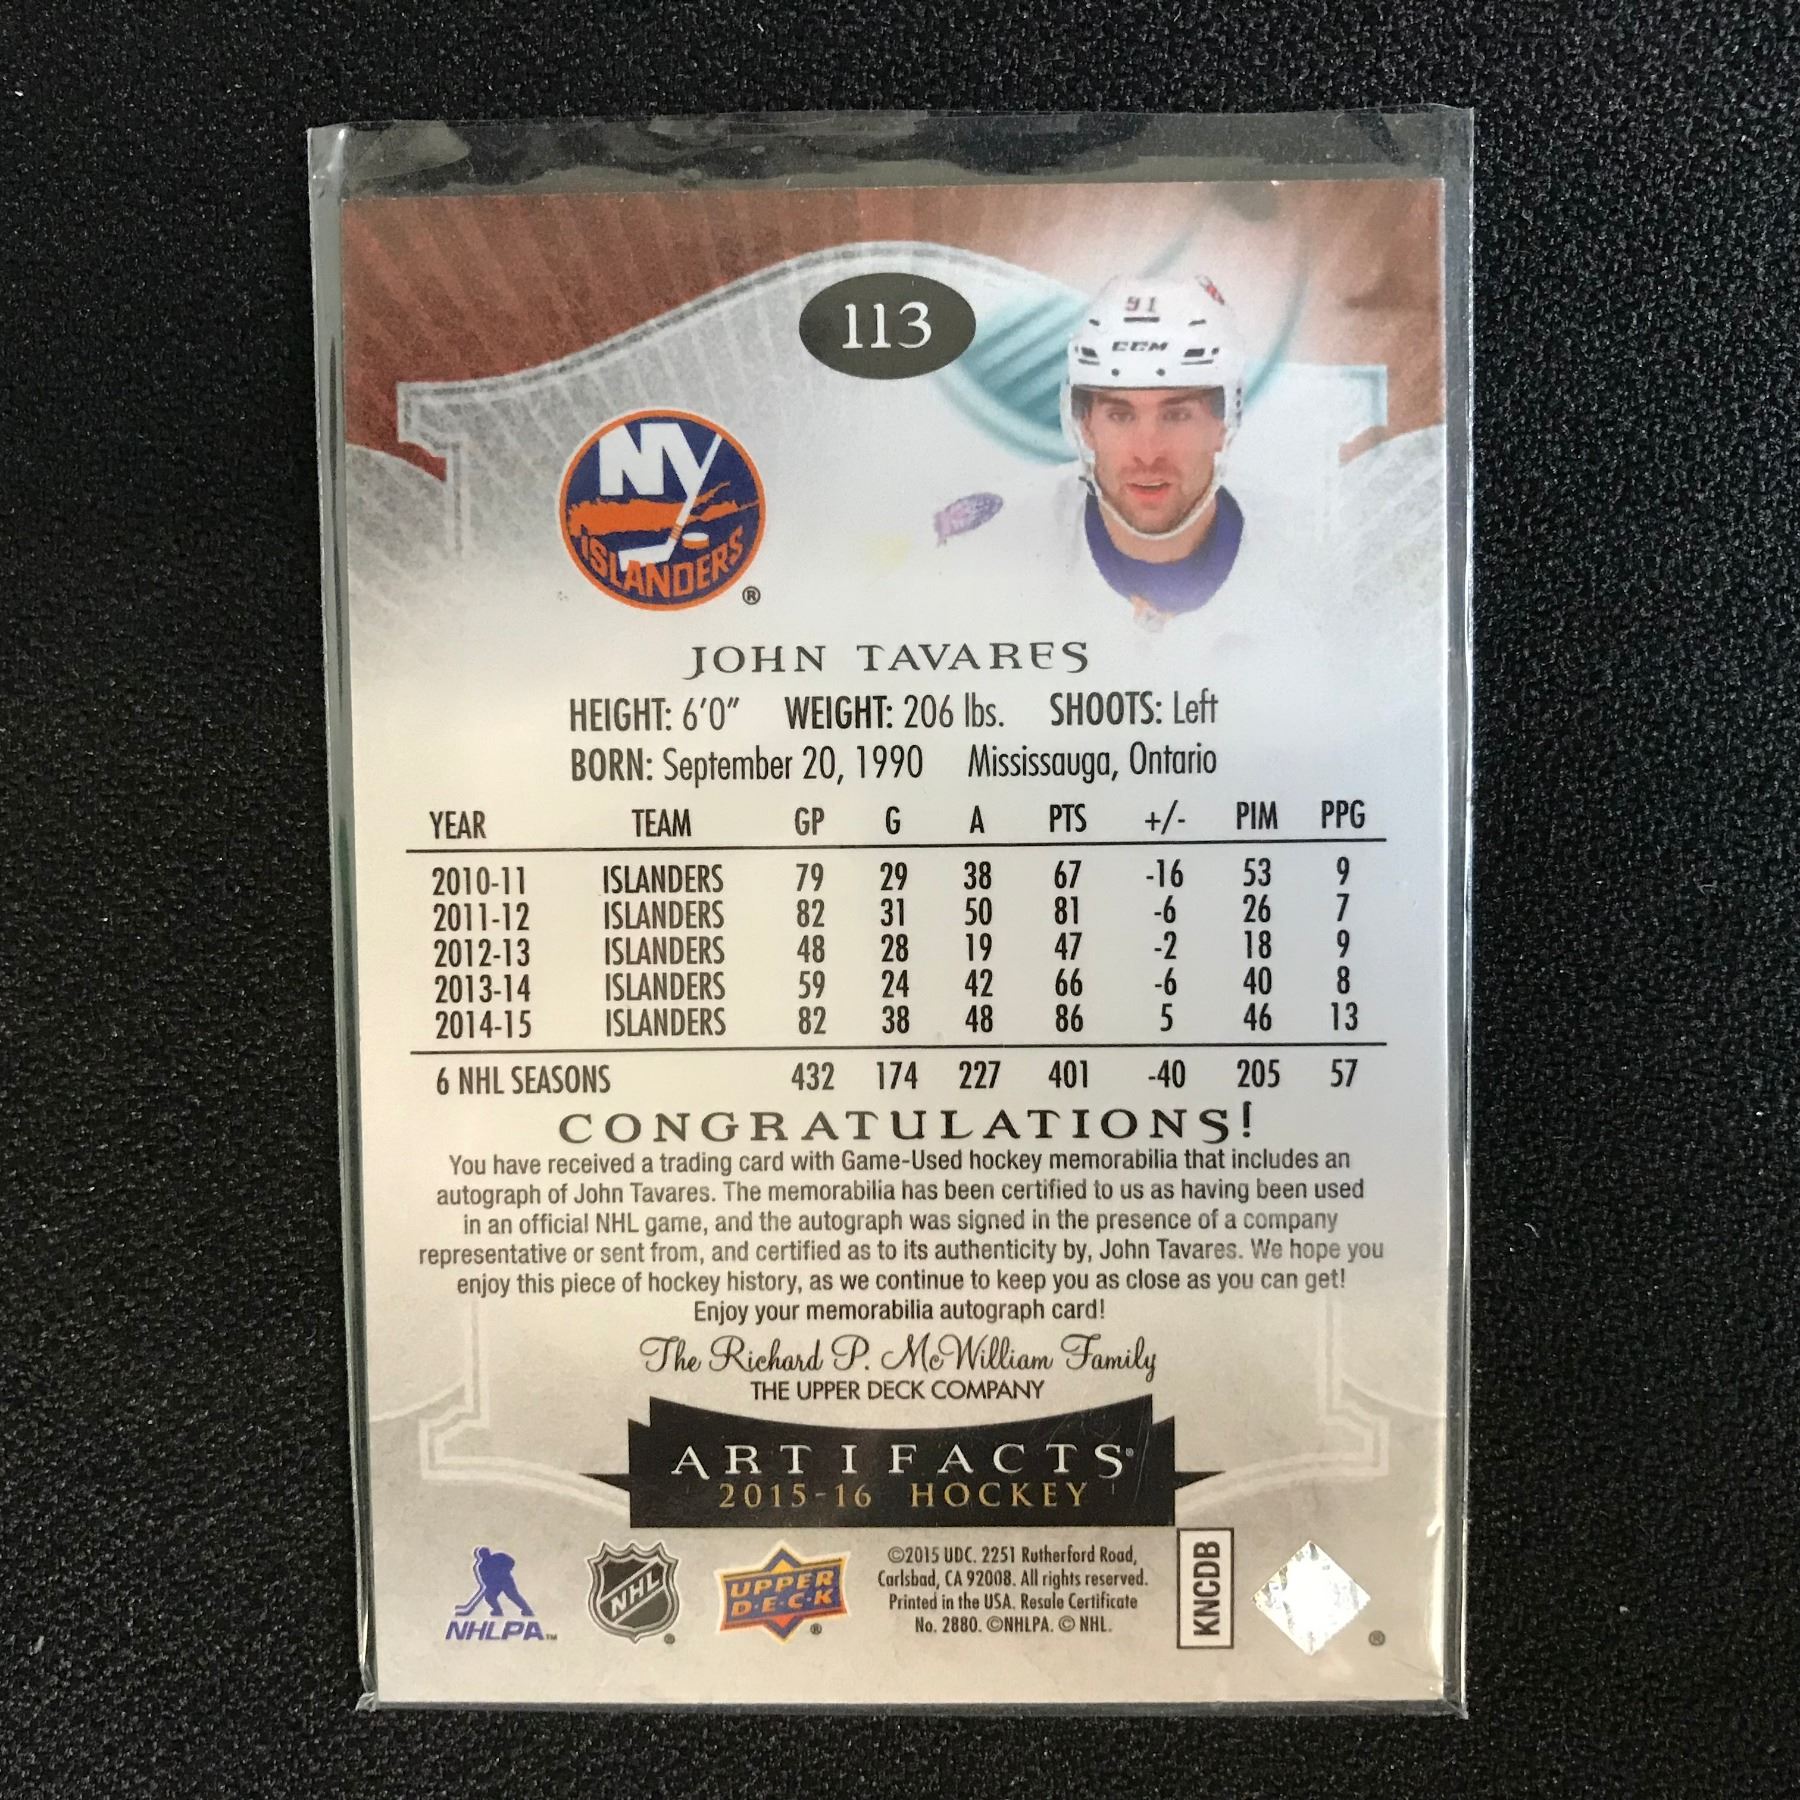 113
91
CCM
NY
ISLANDERS
®
JOHN TAVARES
HEIGHT: 6'0" WEIGHT: 206 lbs. SHOOTS: Left
BORN: September 20, 1990 Mississauga, Ontario
YEAR TEAM GP G A PTS +/- PIM PPG
2010-11 ISLANDERS 79 29 38 67 -16 53 9
2011-12 ISLANDERS 82 31 50 81 -6 26 7
2012-13 ISLANDERS 48 28 19 47 -2 18 9
2013-14 ISLANDERS 59 24 42 66 -6 40 8
2014-15 ISLANDERS 82 38 48 86 5 46 13
6 NHL SEASONS 432 174 227 401 -40 205 57
CONGRATULATIONS!
You have received a trading card with Game-Used hockey memorabilia that includes an
autograph of John Tavares. The memorabilia has been certified to us as having been used
in an official NHL game, and the autograph was signed in the presence of a company
representative or sent from, and certified as to its authenticity by, John Tavares. We hope you
enjoy this piece of hockey history, as we continue to keep you as close as you can get!
Enjoy your memorabilia autograph card!
The Richard P. McWilliam Family
THE UPPER DECK COMPANY
ARTIFACTS®
2015-16 HOCKEY
NHLPA™
NHL ®
UPPER
D·E·C·K ®
©2015 UDC. 2251 Rutherford Road,
Carlsbad, CA 92008. All rights reserved.
Printed in the USA. Resale Certificate
No. 2880. ©NHLPA. © NHL.
KNCDB
®